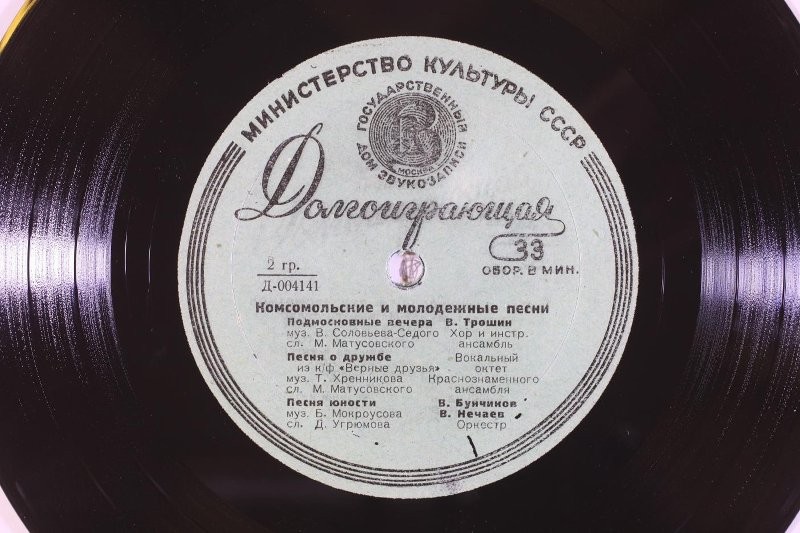 МИНИСТЕРСТВО КУЛЬТУРЫ СССР
ГОСУДАРСТВЕННЫЙ
ДОМ ЗВУКОЗАПИСИ
МОСКВА
Долгоиграющая
33
ОБОР. В МИН.
2 гр.
Д-004141
Комсомольские и молодежные песни
Подмосковные вечера В. Трошин
муз. В. Соловьева-Седого Хор и инстр.
сл. М. Матусовского ансамбль
Песня о дружбе Вокальный
из к/ф «Верные друзья» октет
муз. Т. Хренникова Краснознаменного
сл. М. Матусовского ансамбля
Песня юности В. Бунчиков
муз. Б. Мокроусова В. Нечаев
сл. Д. Угрюмова Оркестр